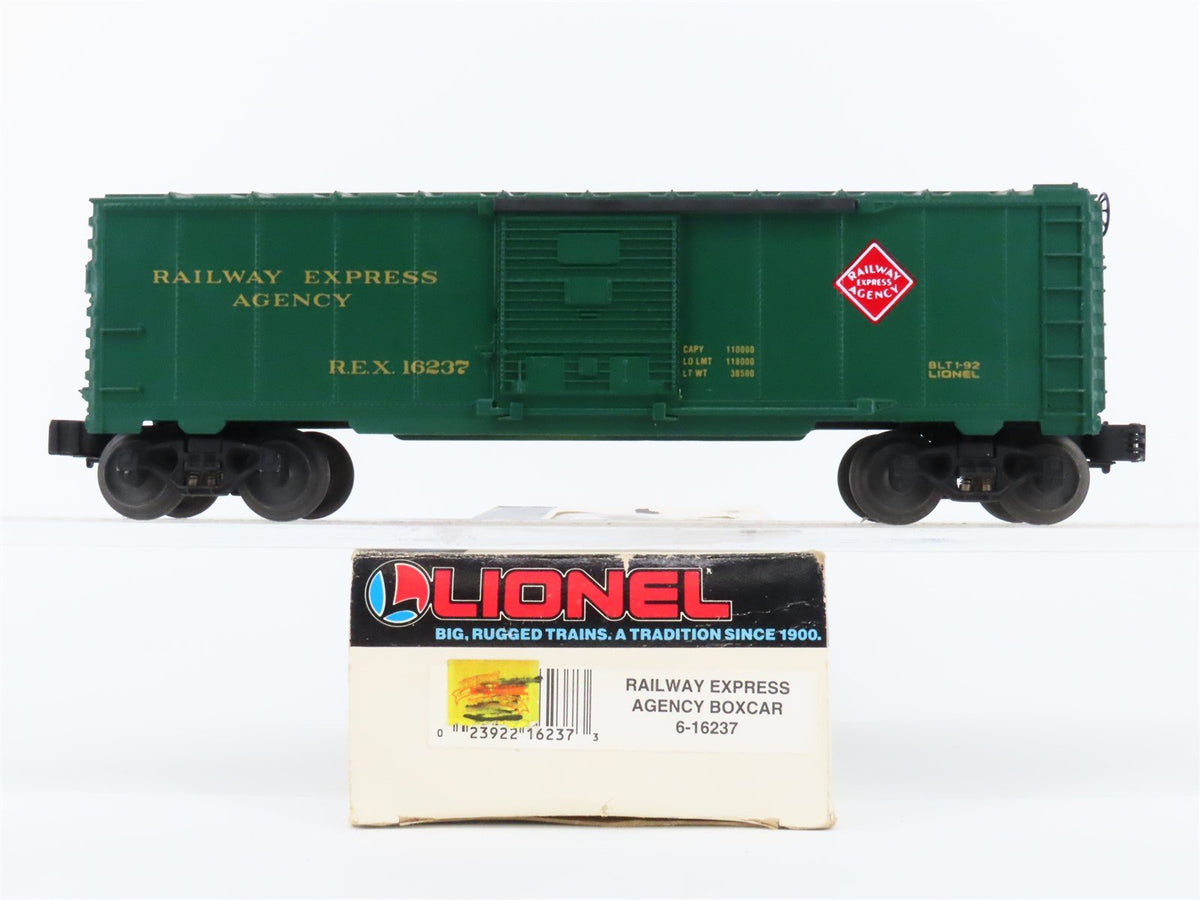 RAILWAY EXPRESS
AGENCY
R.E.X. 16237
CAPY 110000
LD LMT 118000
LT WT 38500
RAILWAY
EXPRESS
AGENCY
BLT 1-92
LIONEL
LIONEL
BIG, RUGGED TRAINS. A TRADITION SINCE 1900.
RAILWAY EXPRESS
AGENCY BOXCAR
6-16237
0 23922 16237 3